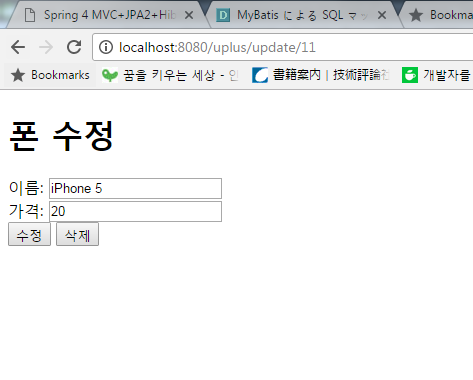 Spring 4 MVC+JPA2+Hib
MyBatis による SQL マッ
Bookma
localhost:8080/uplus/update/11
Bookmarks
꿈을 키우는 세상 - 인
書籍案内 | 技術評論社
개발자를
폰 수정
이름: iPhone 5
가격: 20
수정 삭제